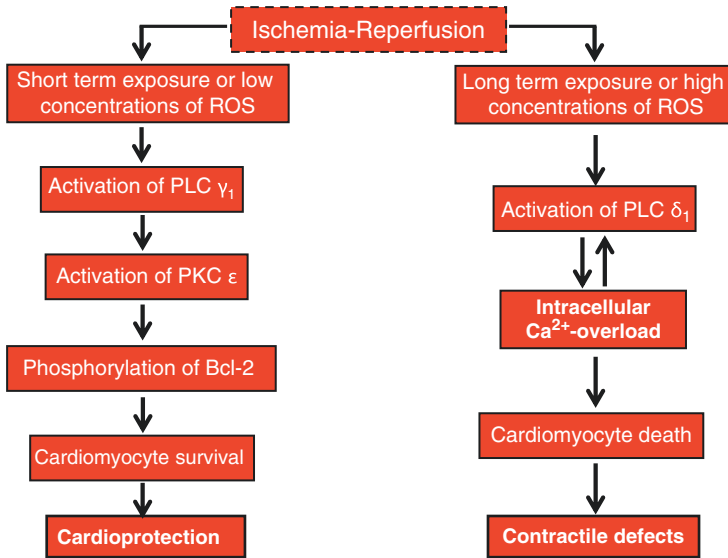 Ischemia-Reperfusion
Short term exposure or low
concentrations of ROS
Activation of PLC γ₁
Activation of PKC ε
Phosphorylation of Bcl-2
Cardiomyocyte survival
Cardioprotection
Long term exposure or high
concentrations of ROS
Activation of PLC δ₁
Intracellular
Ca²⁺-overload
Cardiomyocyte death
Contractile defects